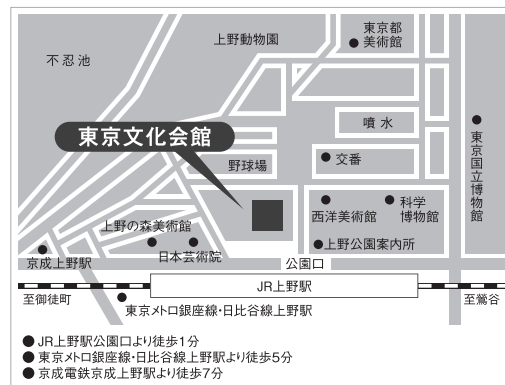 上野動物園
東京都
美術館
不忍池
噴水
東京文化会館
野球場
交番
東京国立博物館
西洋美術館
科学
博物館
上野の森美術館
日本芸術院
上野公園案内所
京成上野駅
公園口
JR上野駅
至御徒町
至鶯谷
東京メトロ銀座線・日比谷線上野駅
●JR上野駅公園口より徒歩1分
●東京メトロ銀座線・日比谷線上野駅より徒歩5分
●京成電鉄京成上野駅より徒歩7分